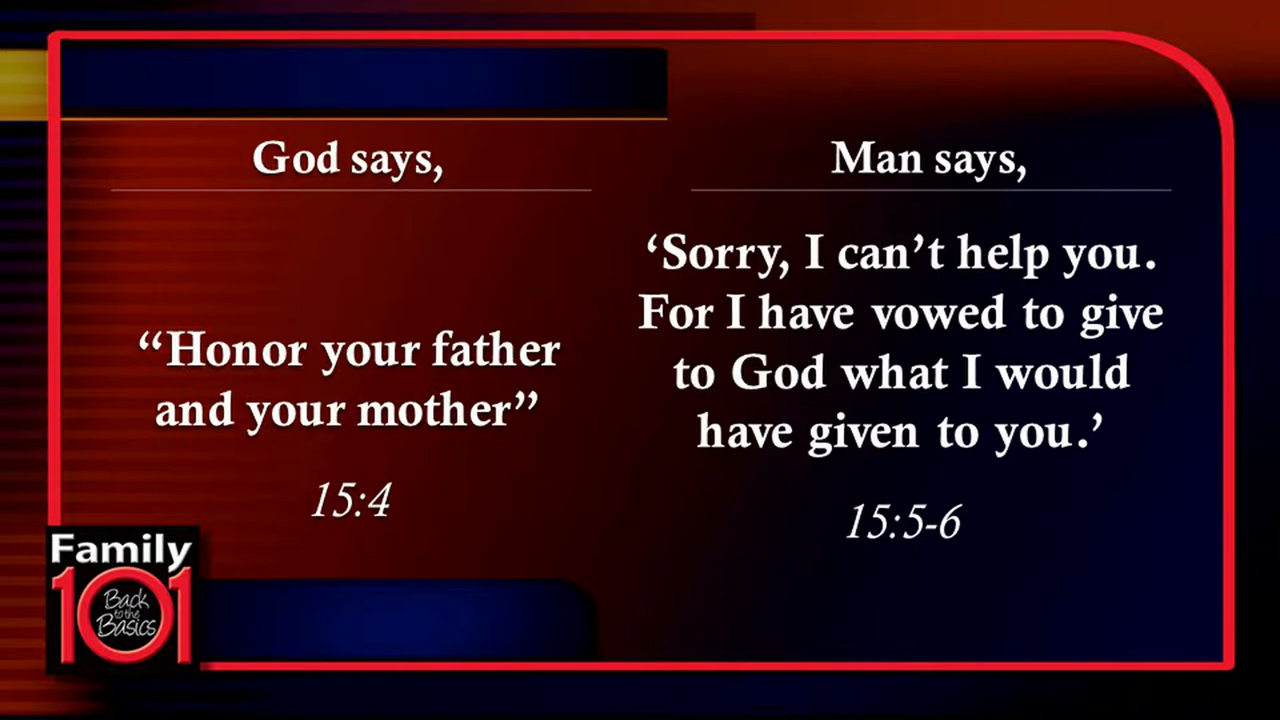 God says,
“Honor your father
and your mother”
15:4
Man says,
‘Sorry, I can’t help you.
For I have vowed to give
to God what I would
have given to you.’
15:5-6
Family
101
Back
to the
Basics